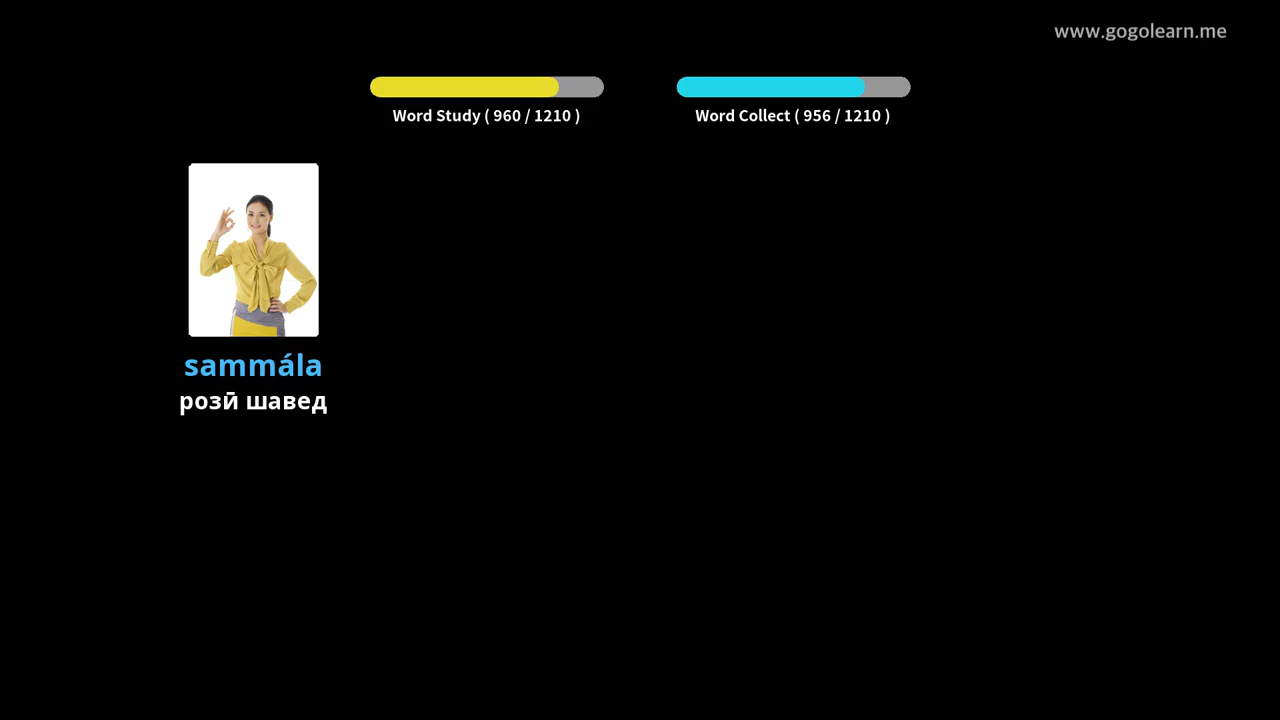 www.gogolearn.me
Word Study ( 960 / 1210 )
Word Collect ( 956 / 1210 )
sammála
розӣ шавед